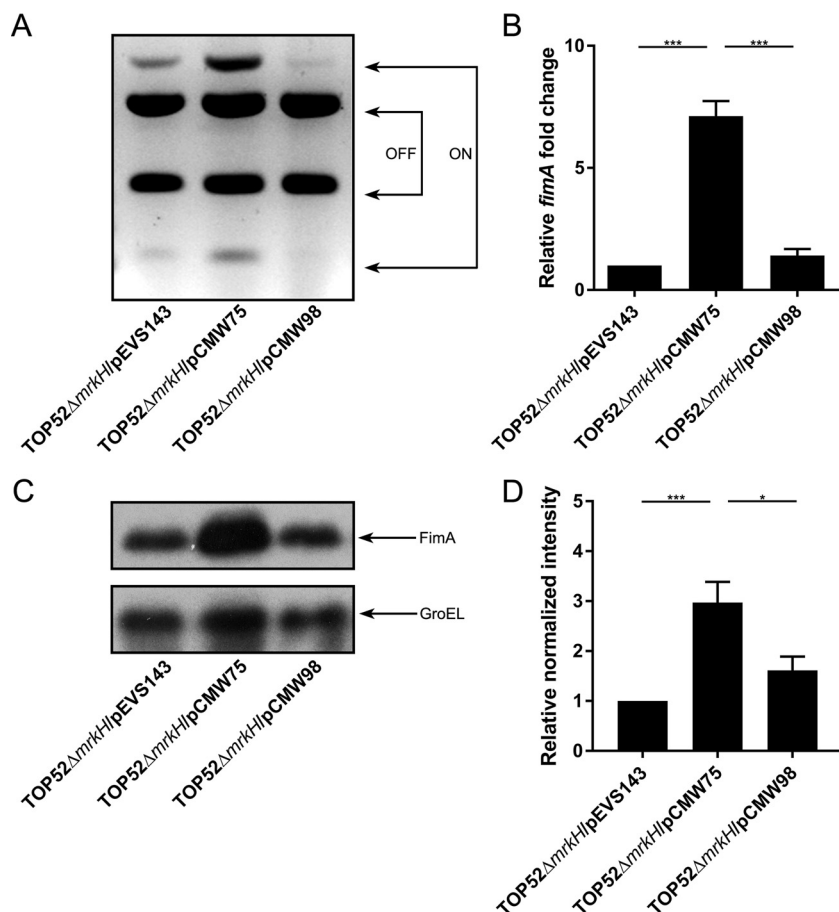 A
OFF
ON
TOP52ΔmrkHI/pEVS143
TOP52ΔmrkHI/pCMW75
TOP52ΔmrkHI/pCMW98
B
Relative fimA fold change
10
5
0
***
***
TOP52ΔmrkHI/pEVS143
TOP52ΔmrkHI/pCMW75
TOP52ΔmrkHI/pCMW98
C
FimA
GroEL
TOP52ΔmrkHI/pEVS143
TOP52ΔmrkHI/pCMW75
TOP52ΔmrkHI/pCMW98
D
Relative normalized intensity
5
4
3
2
1
0
***
*
TOP52ΔmrkHI/pEVS143
TOP52ΔmrkHI/pCMW75
TOP52ΔmrkHI/pCMW98